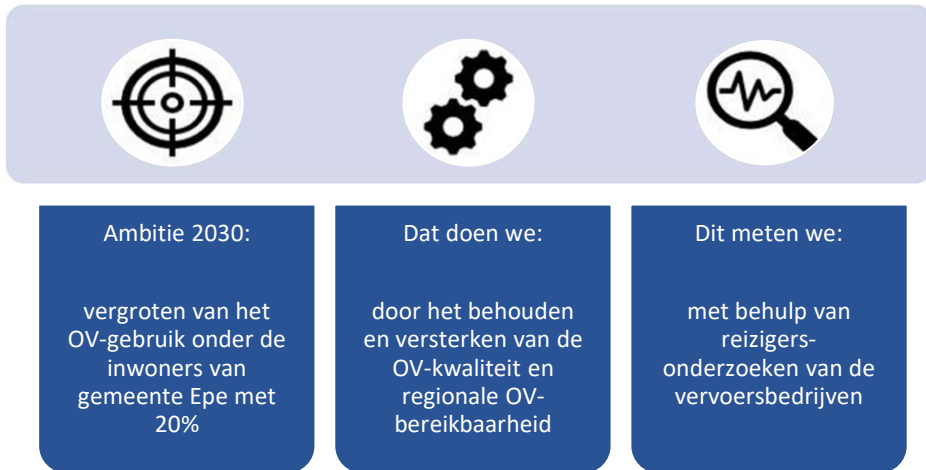 Ambitie 2030:
vergroten van het
OV-gebruik onder de
inwoners van
gemeente Epe met
20%
Dat doen we:
door het behouden
en versterken van de
OV-kwaliteit en
regionale OV-
bereikbaarheid
Dit meten we:
met behulp van
reizigers-
onderzoeken van de
vervoersbedrijven